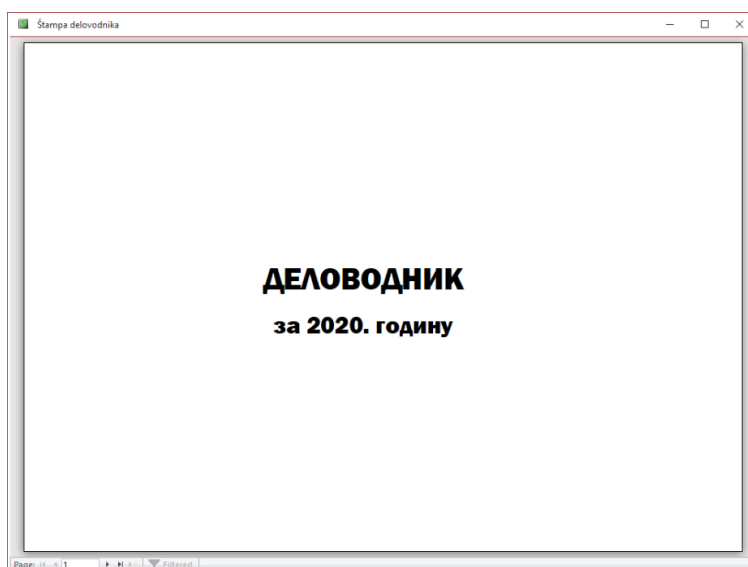 Štampa delovodnika
ДЕЛОВОДНИК
за 2020. годину
Page: 1 Filtered